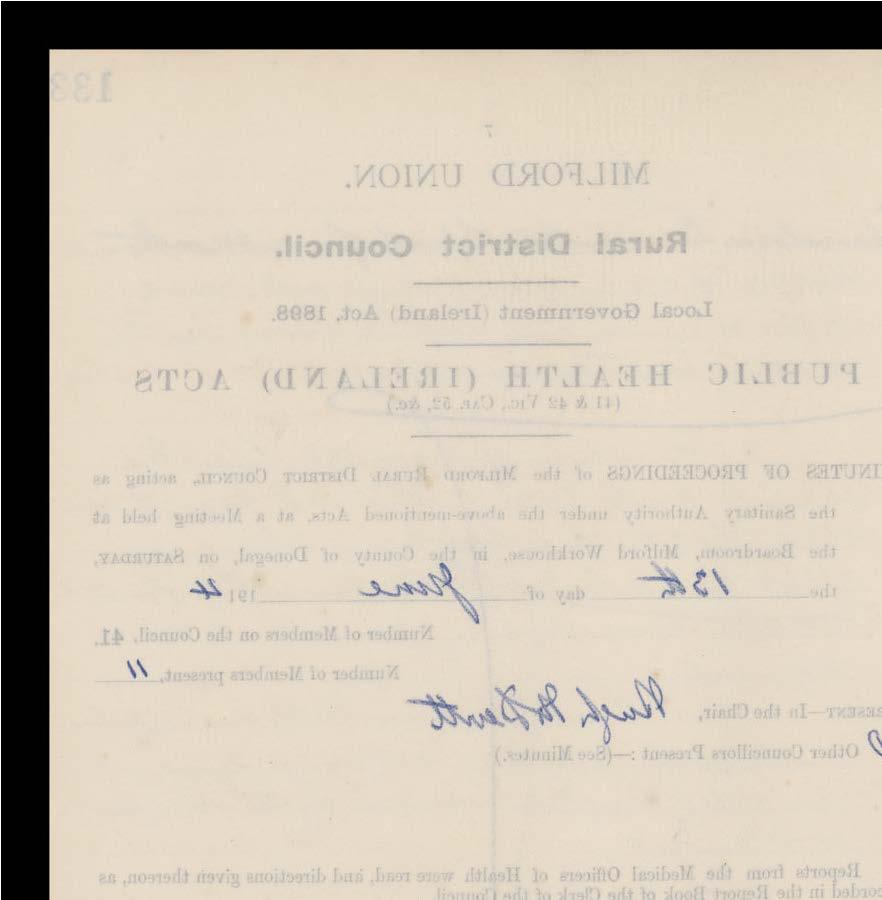 133
7
MILFORD UNION.
Rural District Council.
Local Government (Ireland) Act, 1898.
PUBLIC HEALTH (IRELAND) ACTS
(41 & 42 Vic., Cap. 52, &c.)
INUTES OF PROCEEDINGS of the Milford Rural District Council, acting as
the Sanitary Authority under the above-mentioned Acts, at a Meeting held at
the Boardroom, Milford Workhouse, in the County of Donegal, on Saturday,
the 13th day of June 1914
Number of Members on the Council, 41.
Number of Members present, 11
resent—In the Chair, Hugh
Other Councillors Present :—(See Minutes.)
Reports from the Medical Officers of Health were read, and directions given thereon, as
corded in the Report Book of the Clerk of the Council.